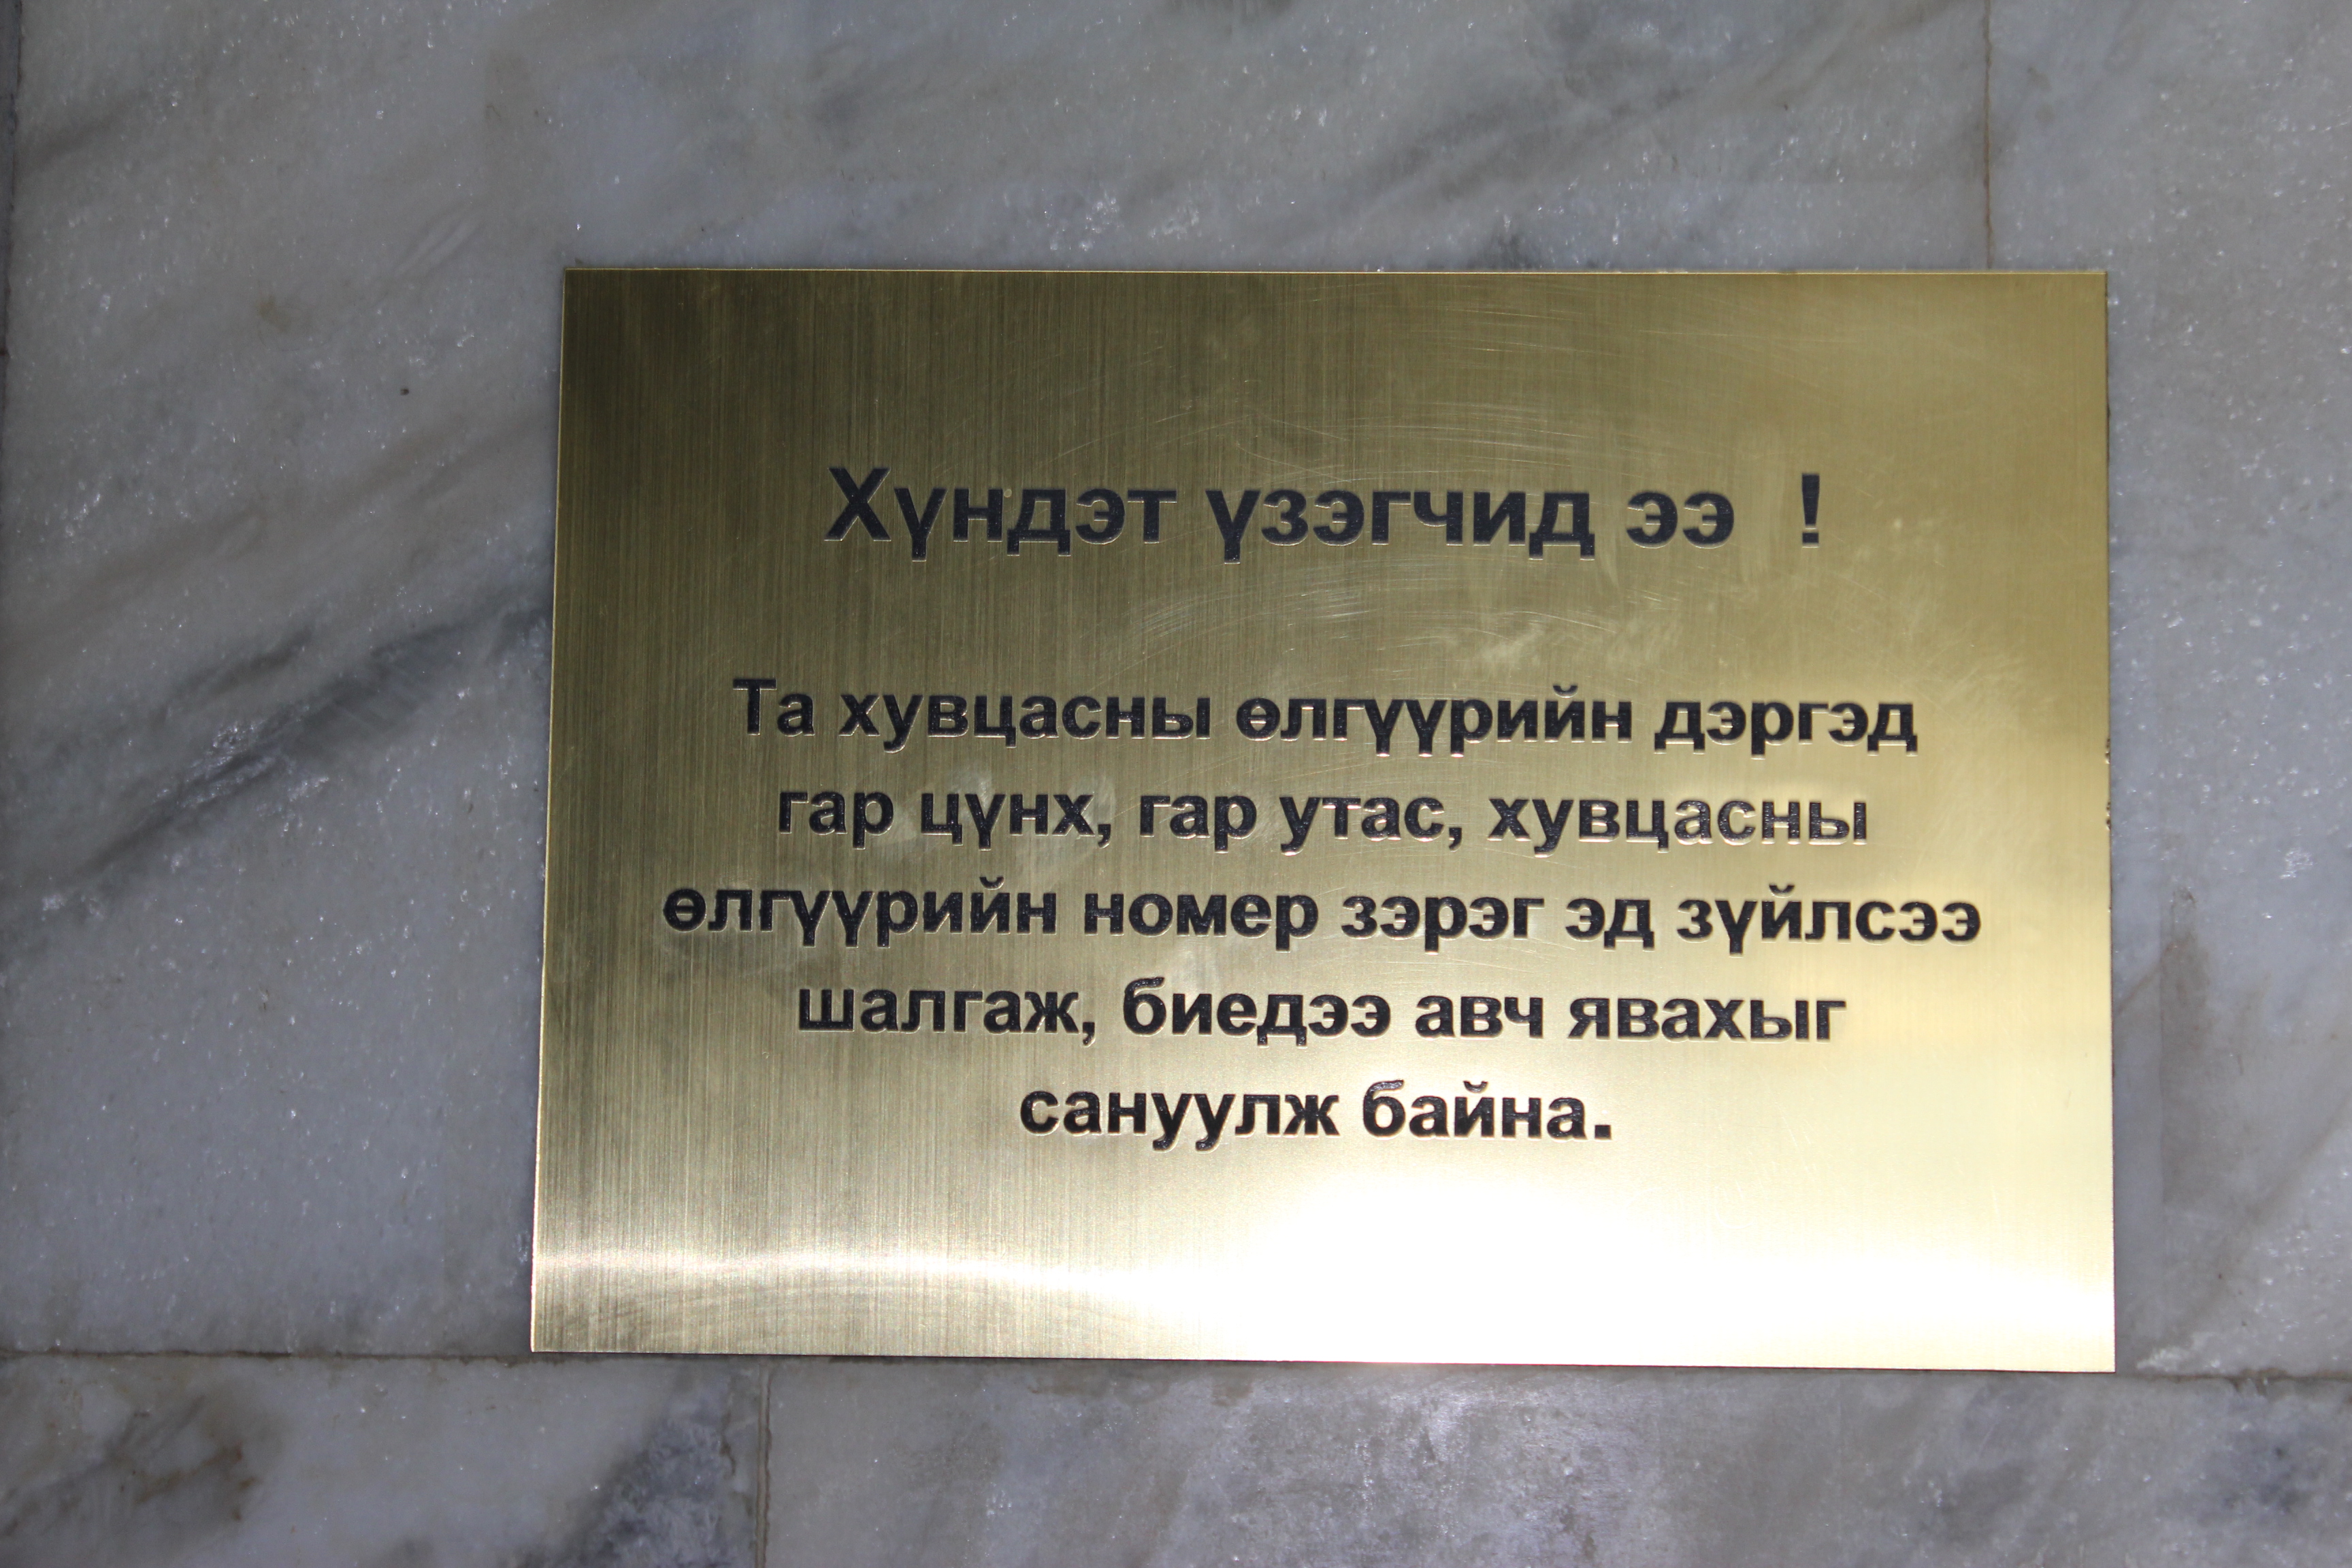 Хүндэт үзэгчид ээ !
Та хувцасны өлгүүрийн дэргэд
гар цүнх, гар утас, хувцасны
өлгүүрийн номер зэрэг эд зүйлсээ
шалгаж, биедээ авч явахыг
сануулж байна.